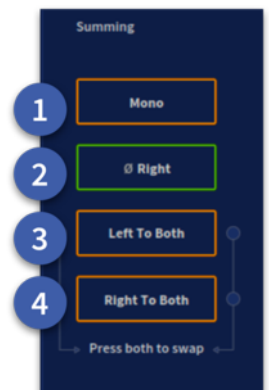 Summing
1 Mono
2 Ø Right
3 Left To Both
4 Right To Both
Press both to swap